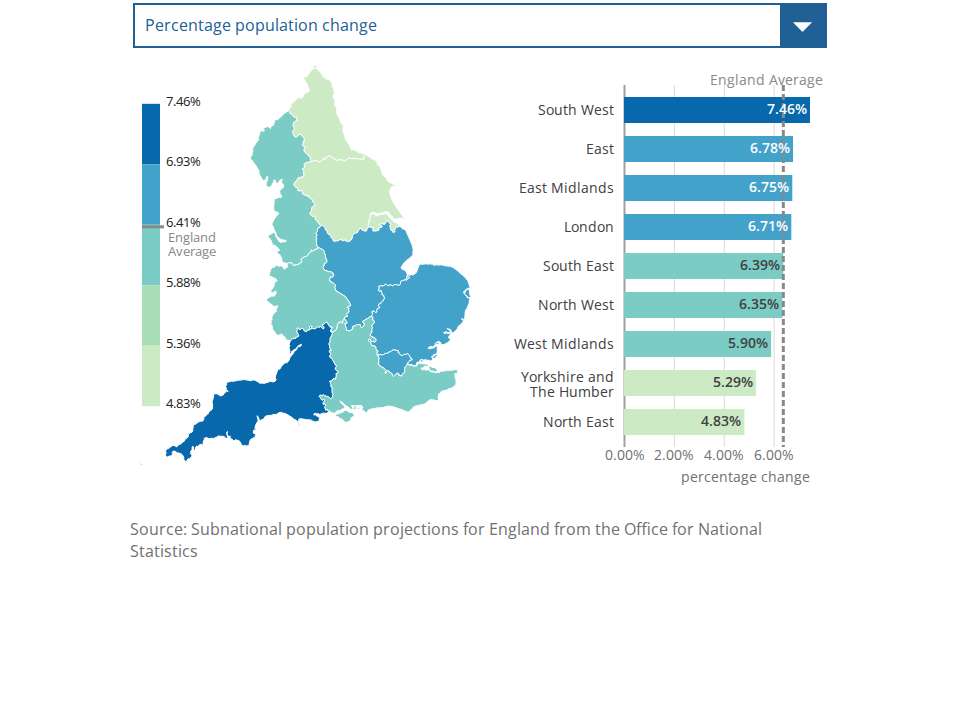 Percentage population change
7.46%
6.93%
6.41%
England
Average
5.88%
5.36%
4.83%
England Average
South West 7.46%
East 6.78%
East Midlands 6.75%
London 6.71%
South East 6.39%
North West 6.35%
West Midlands 5.90%
Yorkshire and
The Humber 5.29%
North East 4.83%
0.00% 2.00% 4.00% 6.00%
percentage change
Source: Subnational population projections for England from the Office for National
Statistics